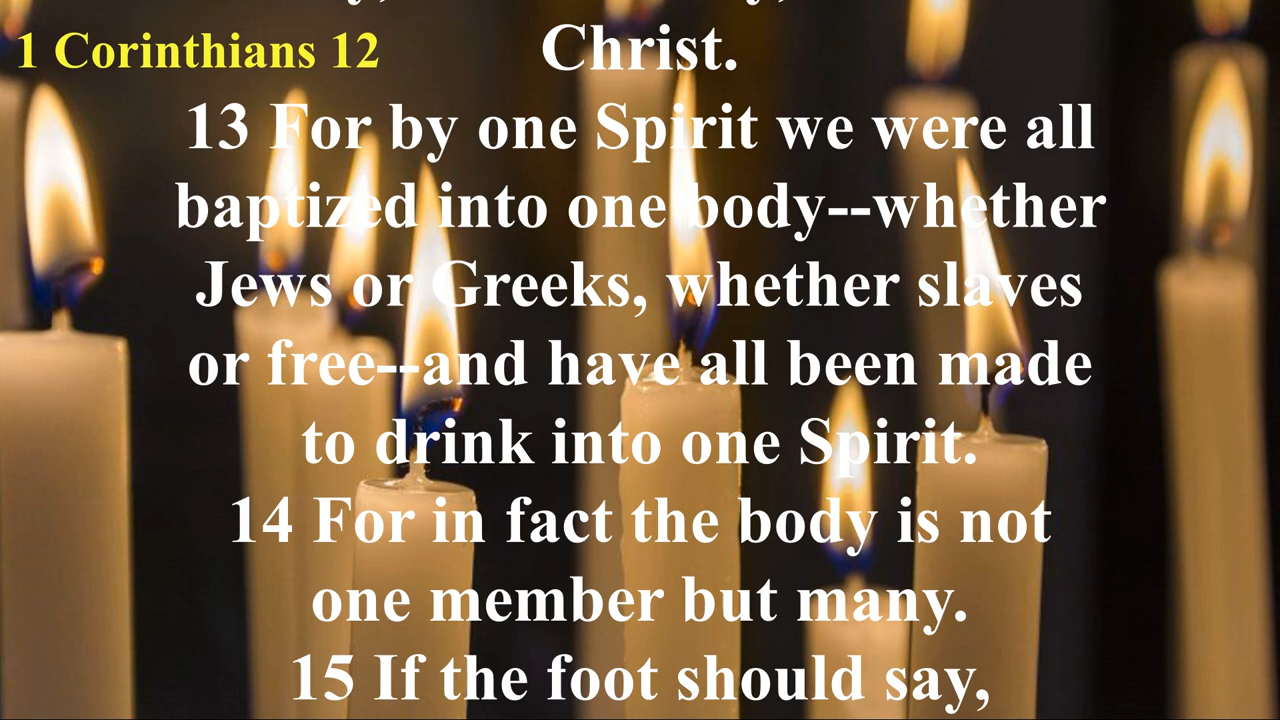 1 Corinthians 12
Christ.
13 For by one Spirit we were all
baptized into one body--whether
Jews or Greeks, whether slaves
or free--and have all been made
to drink into one Spirit.
14 For in fact the body is not
one member but many.
15 If the foot should say,